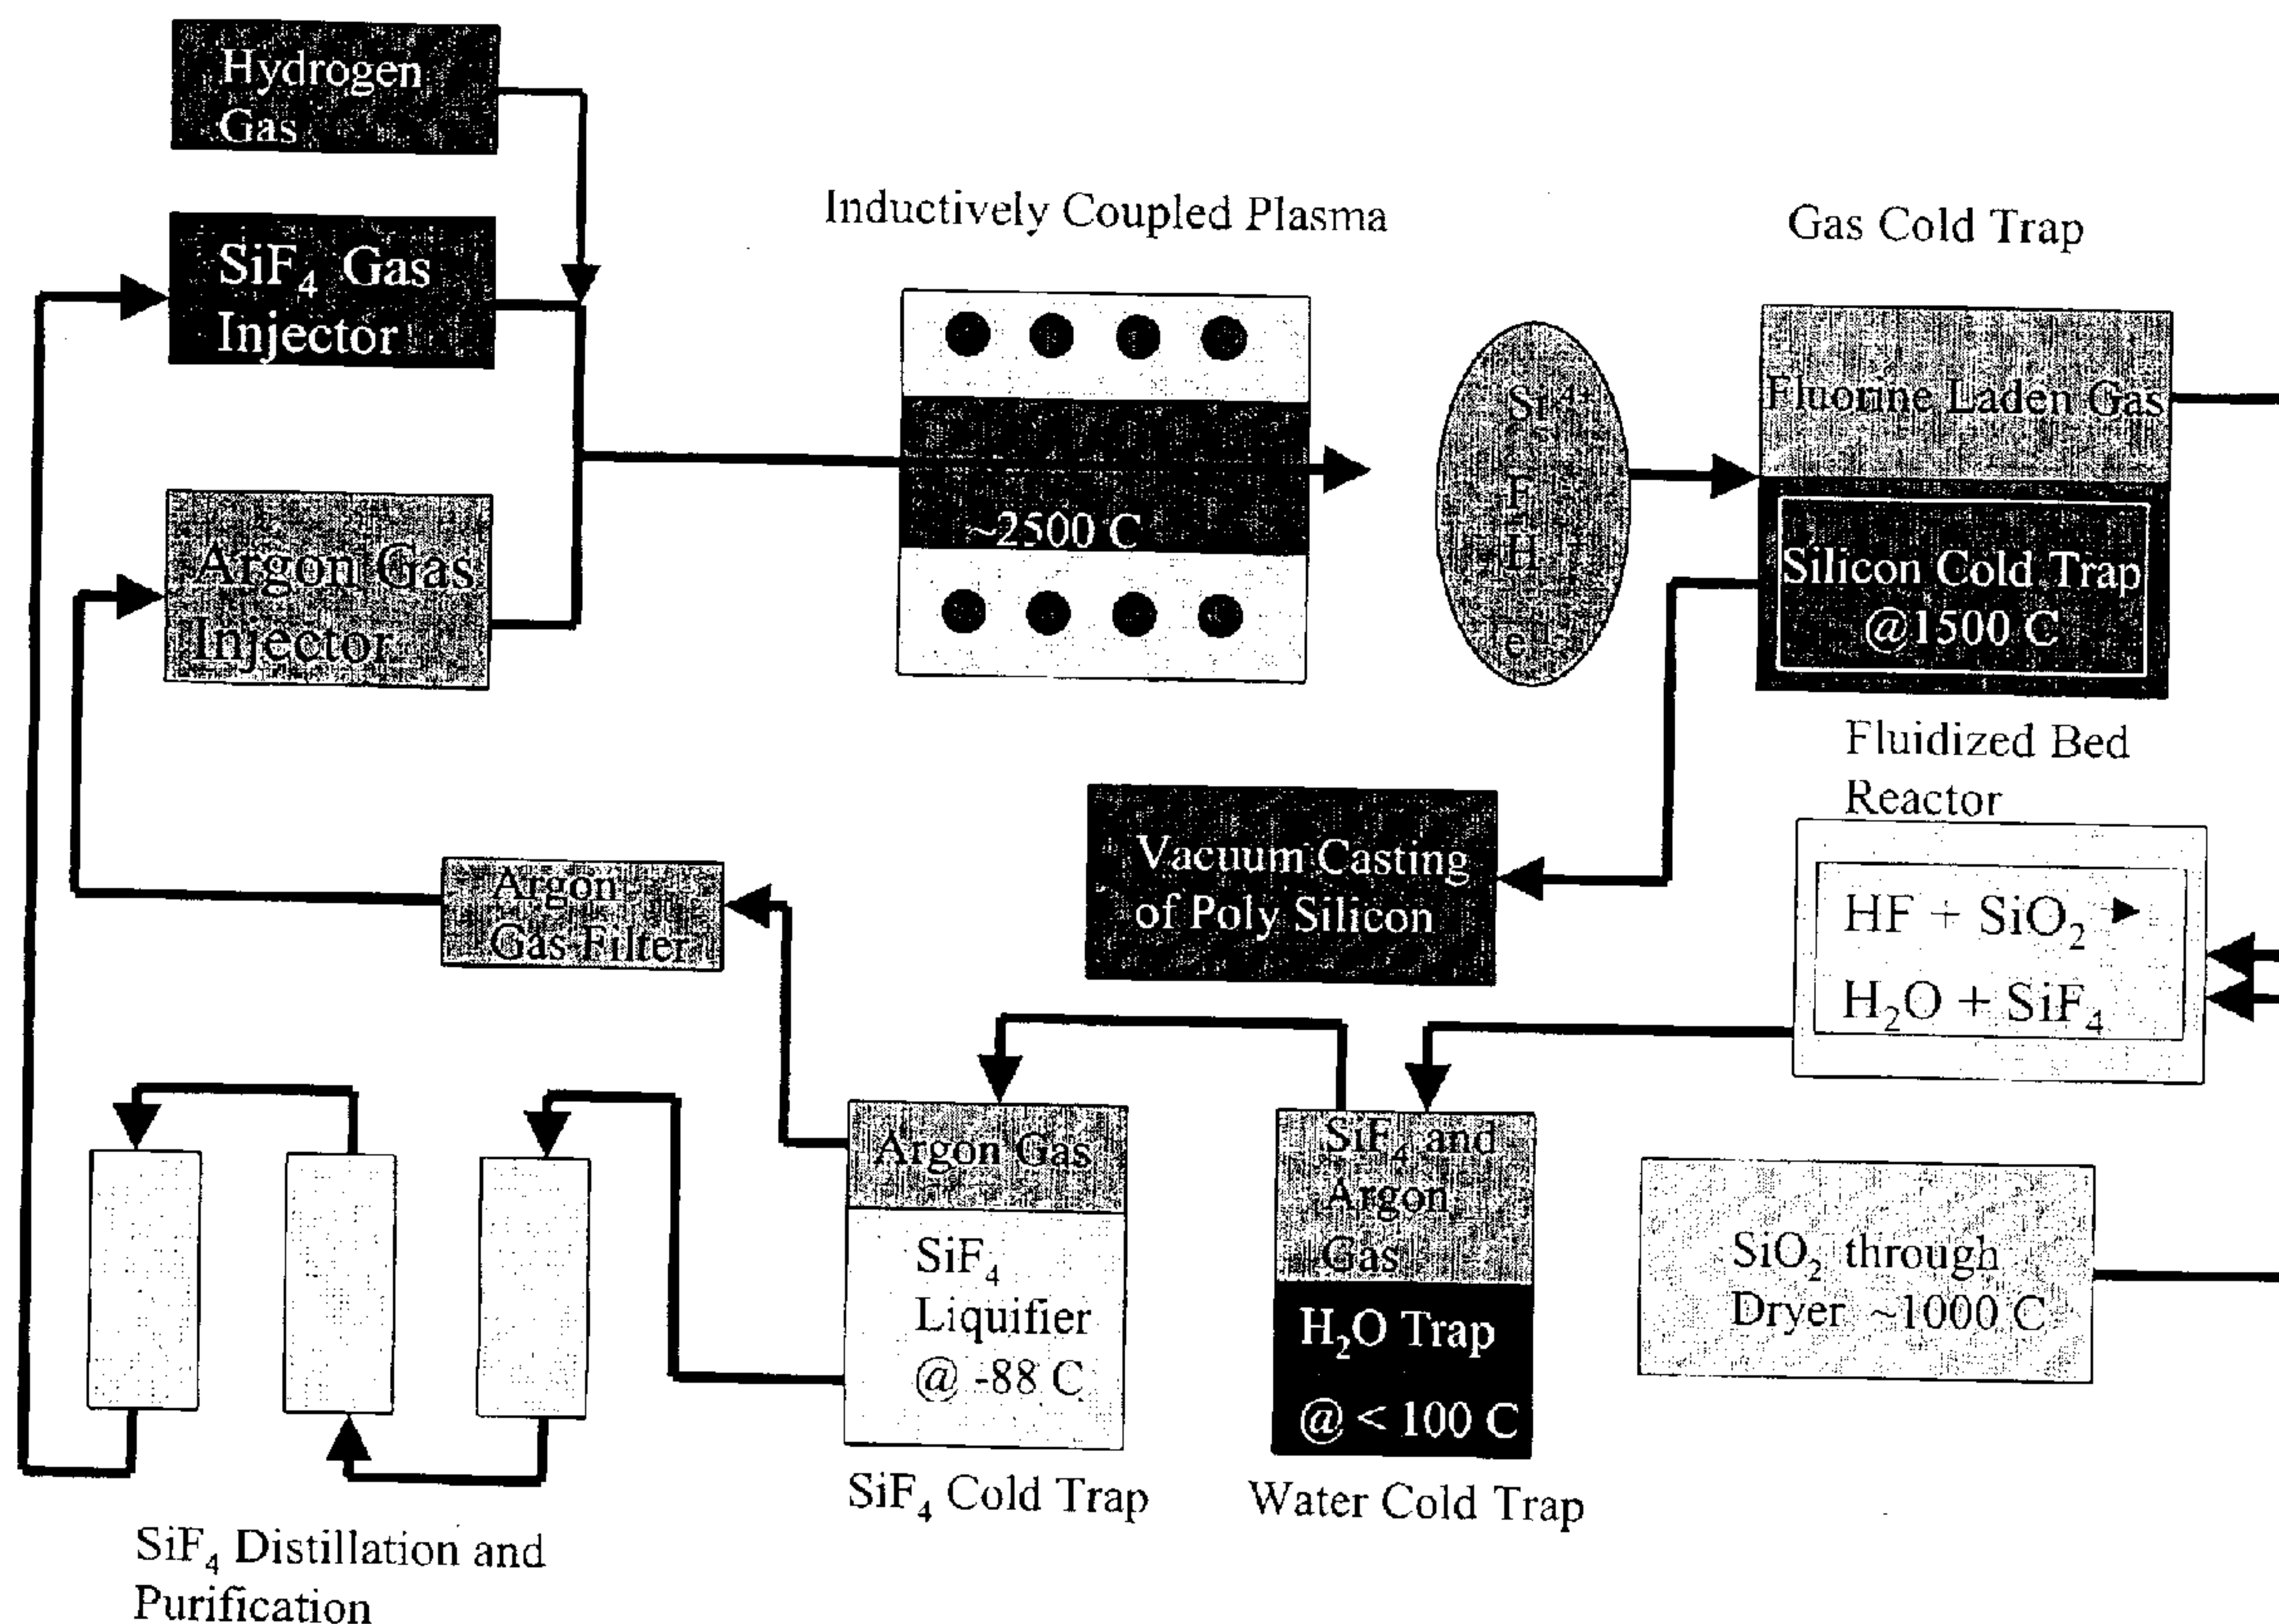 Hydrogen
Gas
SiF₄ Gas
Injector
Argon Gas
Injector
Inductively Coupled Plasma
~2500 C
Si⁴⁺
F⁻
H
e⁻
Gas Cold Trap
Fluorine Laden Gas
Silicon Cold Trap
@1500 C
Fluidized Bed
Reactor
HF + SiO₂ ►
H₂O + SiF₄
Vacuum Casting
of Poly Silicon
Argon
Gas Filter
Argon Gas
SiF₄
Liquifier
@ -88 C
SiF₄ Cold Trap
SiF₄ and
Argon
Gas
H₂O Trap
@ < 100 C
Water Cold Trap
SiO₂ through
Dryer ~1000 C
SiF₄ Distillation and
Purification